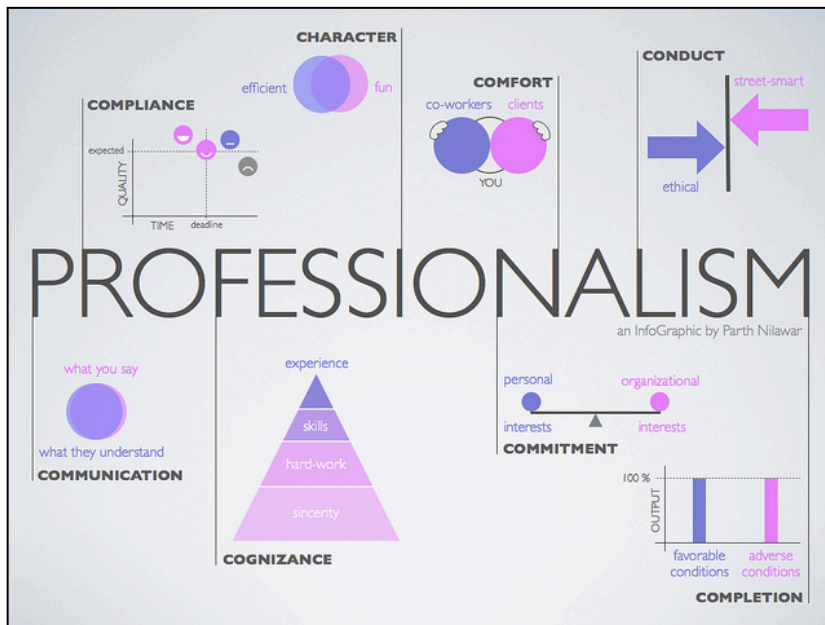 CHARACTER
efficient
fun
COMPLIANCE
expected
QUALITY
TIME
deadline
COMFORT
co-workers
clients
YOU
CONDUCT
street-smart
ethical
PROFESSIONALISM
an InfoGraphic by Parth Nilawar
what you say
what they understand
COMMUNICATION
experience
skills
hard-work
sincerity
COGNIZANCE
personal
interests
organizational
interests
COMMITMENT
100 %
OUTPUT
favorable
conditions
adverse
conditions
COMPLETION